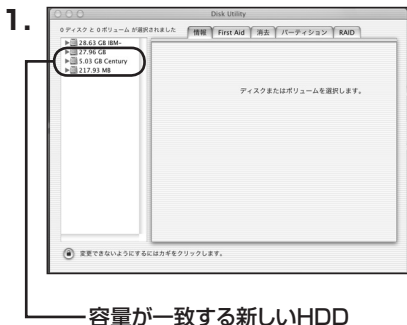 1.
Disk Utility
0 ディスク と 0 ボリューム が選択されました
情報 First Aid 消去 パーティション RAID
28.63 GB IBM-
27.96 GB
5.03 GB Century
217.93 MB
ディスクまたはボリュームを選択します。
変更できないようにするにはカギをクリックします。
容量が一致する新しいHDD